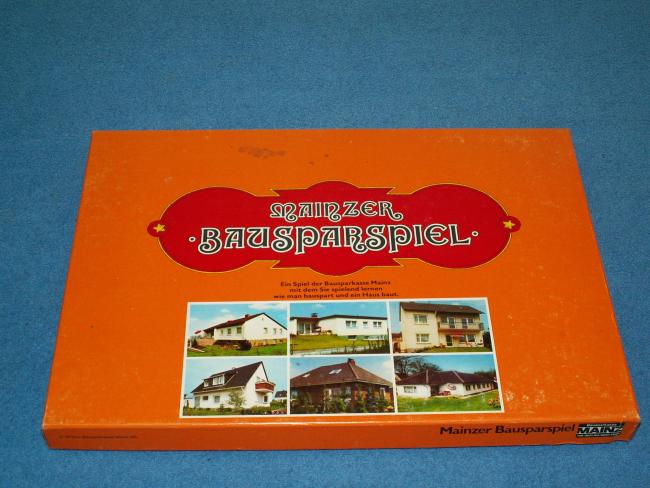 MAINZER
·BAUSPARSPIEL·
Ein Spiel der Bausparkasse Mainz
mit dem Sie spielend lernen
wie man bauspart und ein Haus baut.
Mainzer Bausparspiel
MAINZ